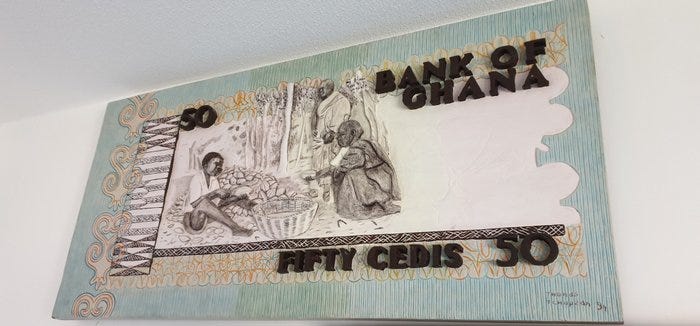 BANK OF
GHANA
50
FIFTY CEDIS 50